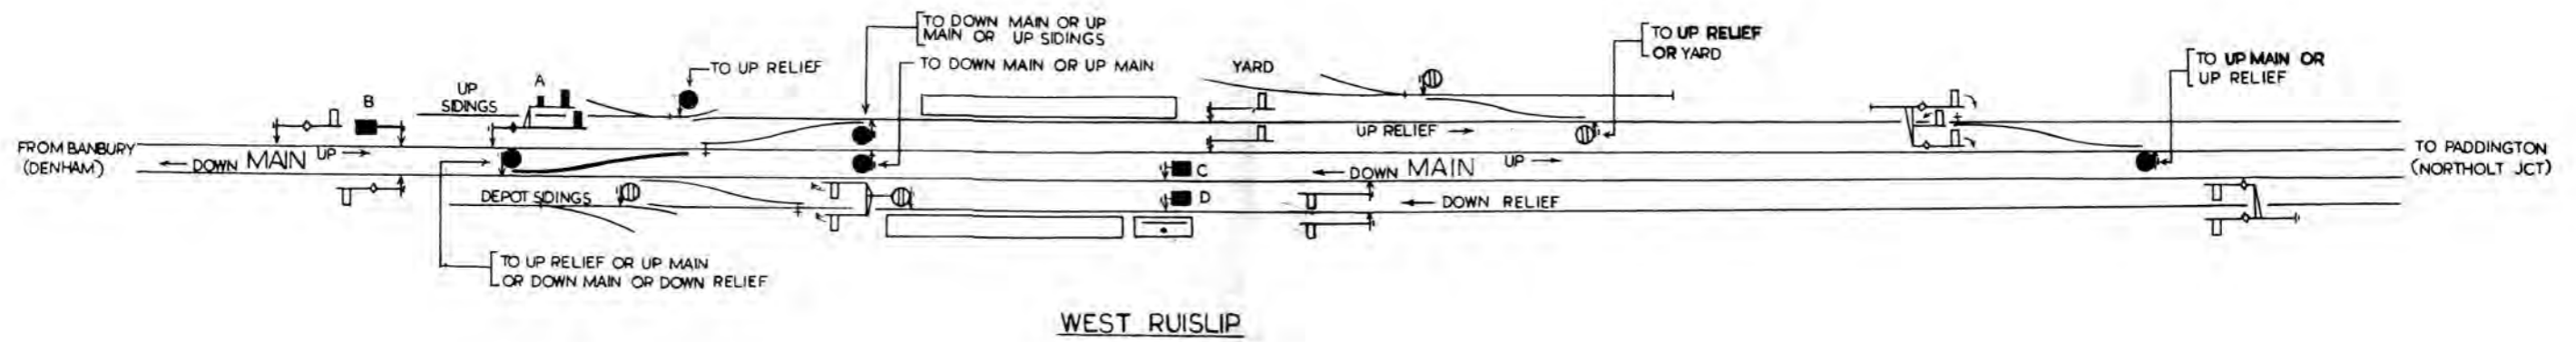 TO DOWN MAIN OR UP
MAIN OR UP SIDINGS
TO DOWN MAIN OR UP MAIN
TO UP RELIEF
OR YARD
TO UP MAIN OR
UP RELIEF
UP
SIDINGS
A
TO UP RELIEF
YARD
B
FROM BANBURY
(DENHAM)
← DOWN MAIN UP →
UP RELIEF →
C
← DOWN MAIN UP →
TO PADDINGTON
(NORTHOLT JCT)
DEPOT SIDINGS
D
← DOWN RELIEF
TO UP RELIEF OR UP MAIN
OR DOWN MAIN OR DOWN RELIEF
WEST RUISLIP